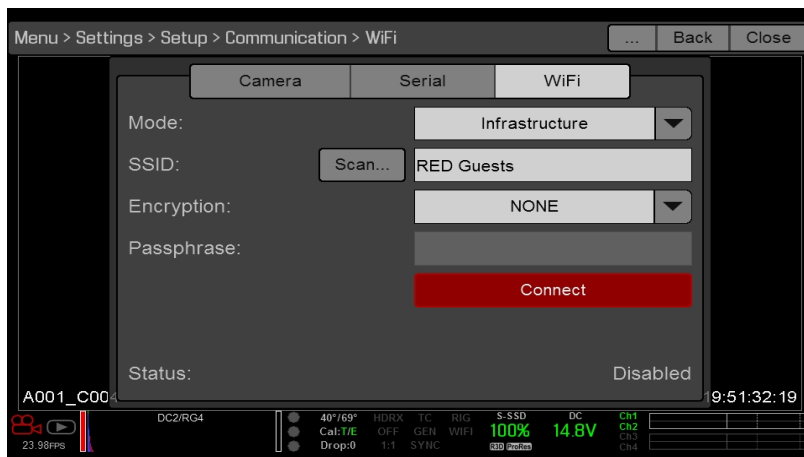 Menu > Settings > Setup > Communication > WiFi ... Back Close
Camera Serial WiFi
Mode: Infrastructure
SSID: Scan... RED Guests
Encryption: NONE
Passphrase:
Connect
Status: Disabled
A001_C004 19:51:32:19
DC2/RG4 40°/69° HDRX TC RIG S-SSD DC Ch1
Cal:T/E OFF GEN WIFI 100% 14.8V Ch2
23.98FPS Drop:0 1:1 SYNC R3D ProRes Ch3
Ch4